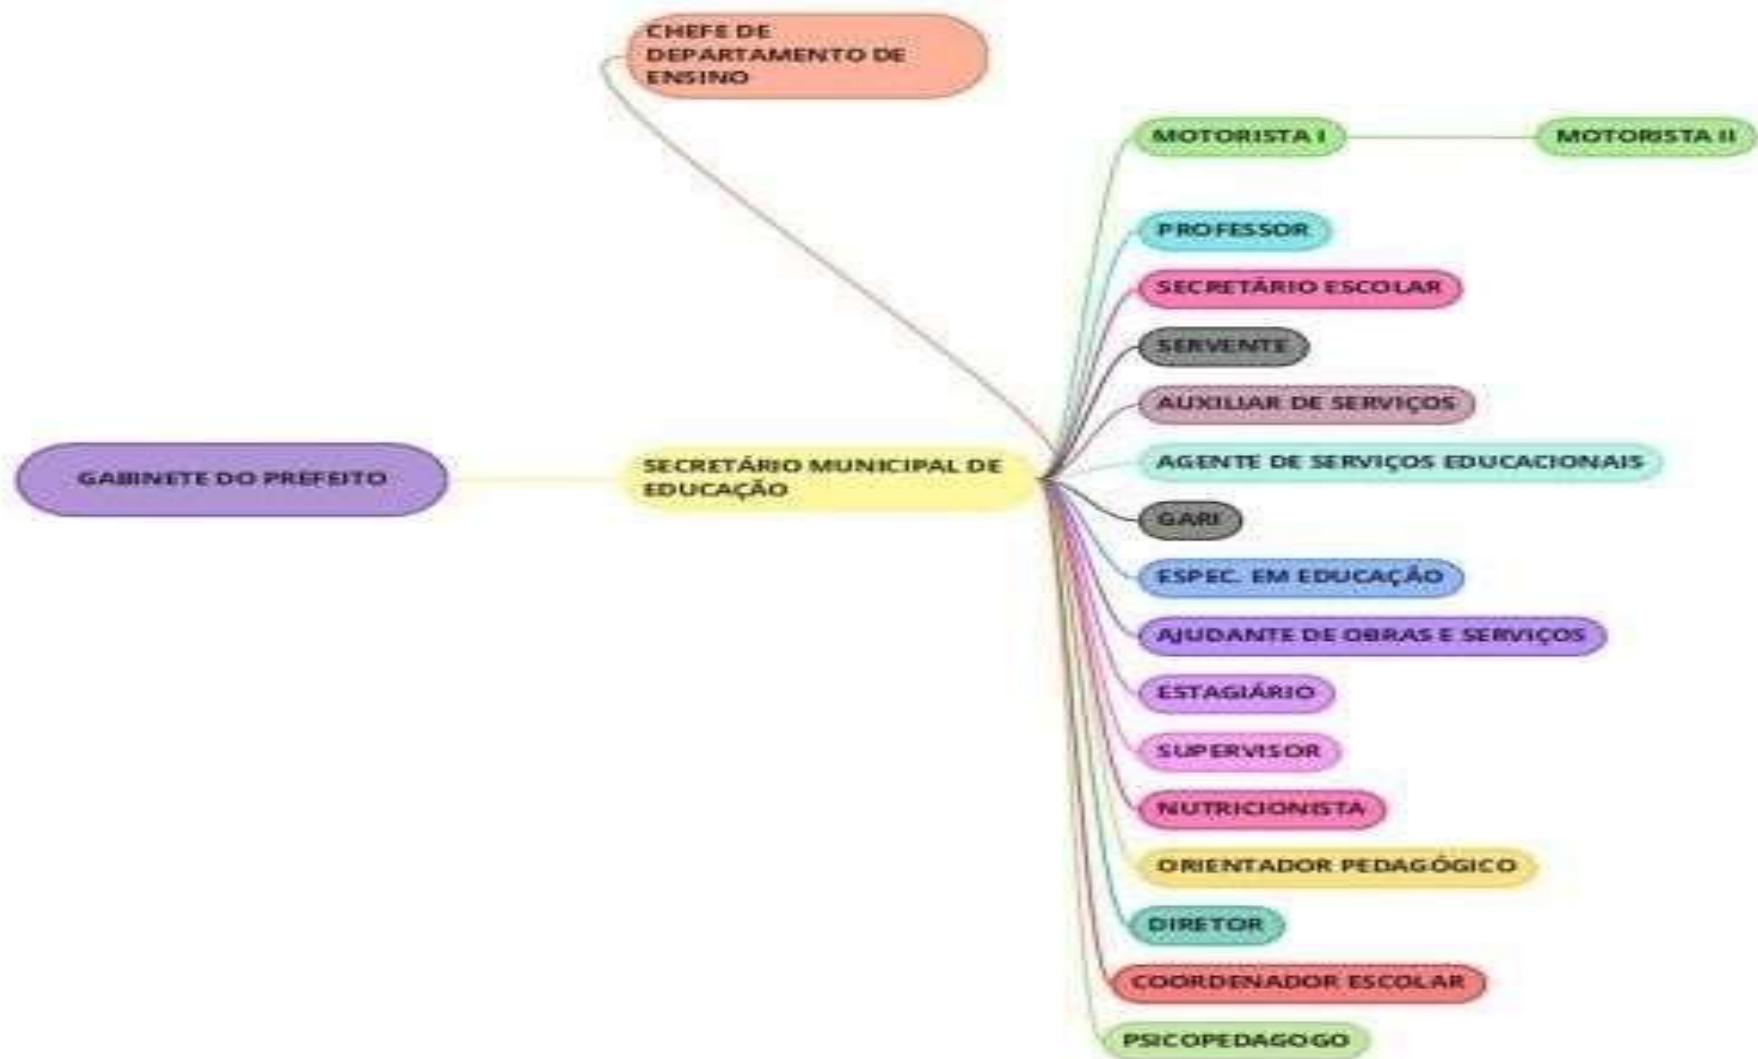 CHEFE DE
DEPARTAMENTO DE
ENSINO
MOTORISTA I
MOTORISTA II
PROFESSOR
SECRETÁRIO ESCOLAR
SERVENTE
AUXILIAR DE SERVIÇOS
GABINETE DO PREFEITO
SECRETÁRIO MUNICIPAL DE
EDUCAÇÃO
AGENTE DE SERVIÇOS EDUCACIONAIS
GARI
ESPEC. EM EDUCAÇÃO
AJUDANTE DE OBRAS E SERVIÇOS
ESTAGIÁRIO
SUPERVISOR
NUTRICIONISTA
ORIENTADOR PEDAGÓGICO
DIRETOR
COORDENADOR ESCOLAR
PSICOPEDAGOGO